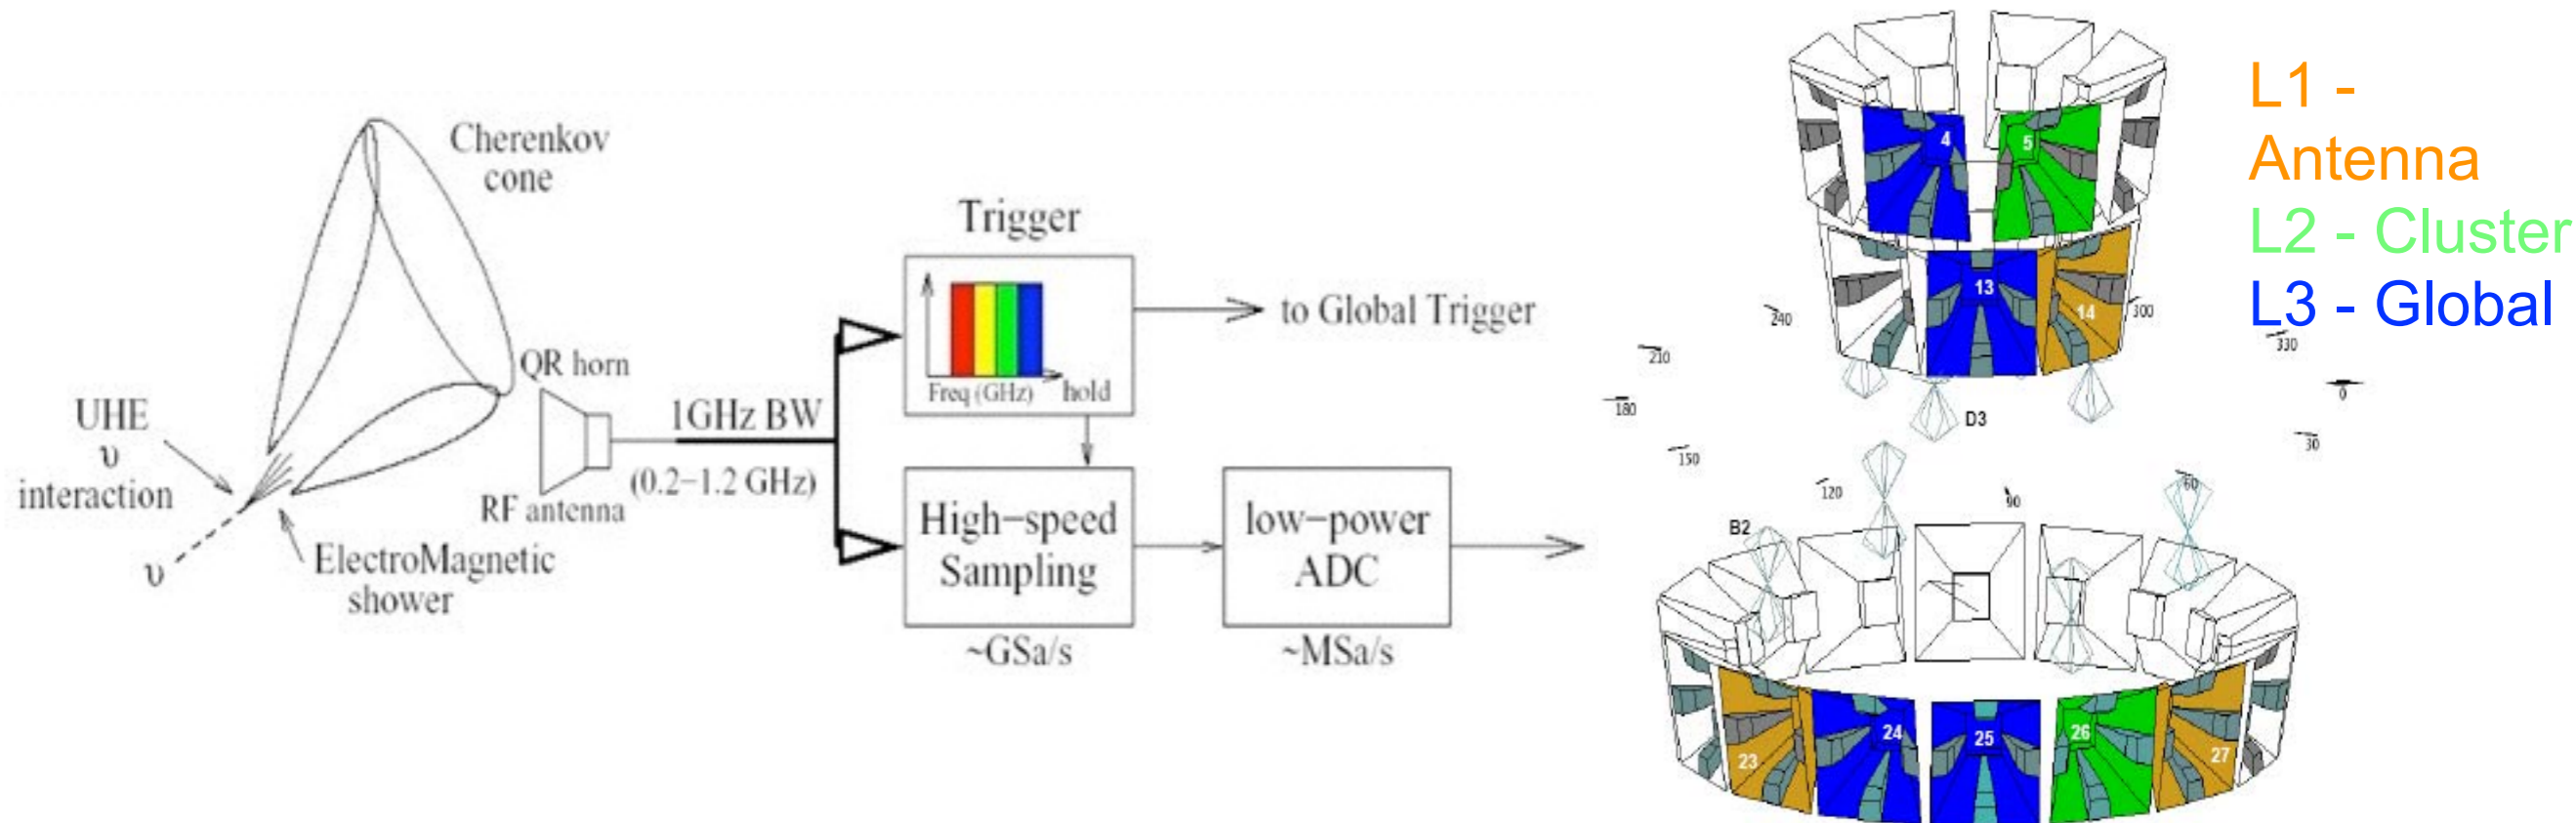 Cherenkov
cone
UHE
υ
interaction
υ
ElectroMagnetic
shower
QR horn
RF antenna
1GHz BW
(0.2−1.2 GHz)
Trigger
Freq (GHz)
hold
to Global Trigger
High−speed
Sampling
~GSa/s
low−power
ADC
~MSa/s
4
5
13
14
240
300
210
330
180
0
D3
150
30
120
90
60
B2
23
24
25
26
27
L1 -
Antenna
L2 - Cluster
L3 - Global